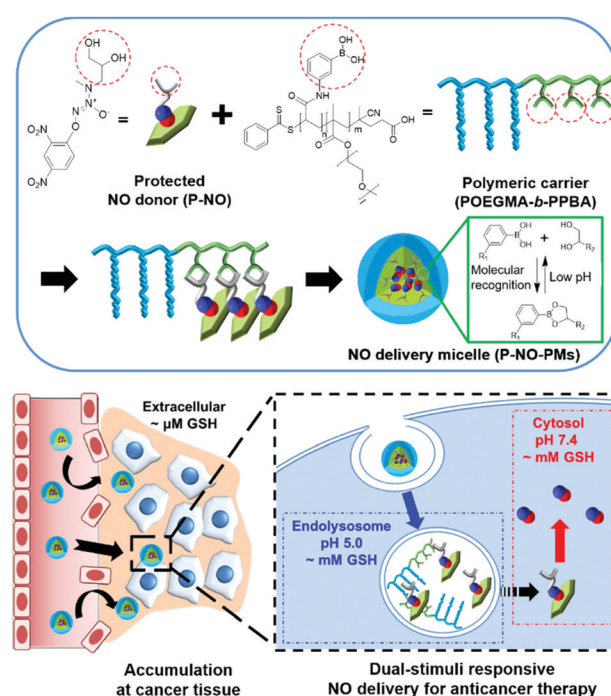 OH
OH
N
N
N⁺
O⁻
O
O₂N
NO₂
=
+
HO
B
OH
NH
O
S
S
n
m
CN
O
OH
O
O
O
=
Protected
NO donor (P-NO)
Polymeric carrier
(POEGMA-b-PPBA)
OH
B
OH
R₁
+
HO
HO
R₂
Molecular
recognition
Low pH
R₁
B
O
O
R₂
NO delivery micelle (P-NO-PMs)
Extracellular
~ μM GSH
Cytosol
pH 7.4
~ mM GSH
Endolysosome
pH 5.0
~ mM GSH
Accumulation
at cancer tissue
Dual-stimuli responsive
NO delivery for anticancer therapy